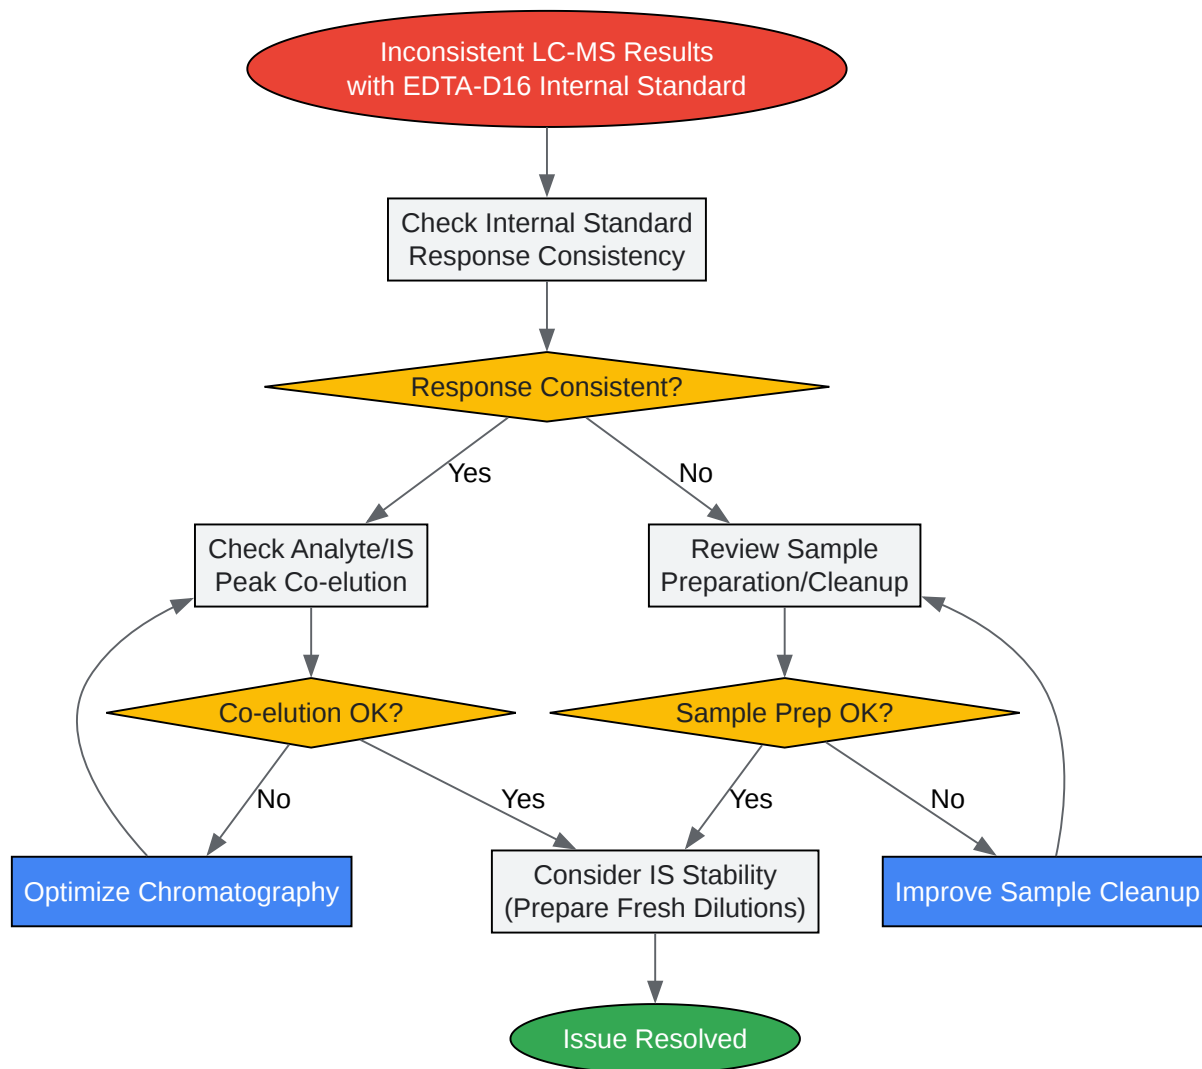 Inconsistent LC-MS Results
with EDTA-D16 Internal Standard
Check Internal Standard
Response Consistency
Response Consistent?
Yes
No
Check Analyte/IS
Peak Co-elution
Review Sample
Preparation/Cleanup
Co-elution OK?
Sample Prep OK?
No
Yes
Yes
No
Optimize Chromatography
Consider IS Stability
(Prepare Fresh Dilutions)
Improve Sample Cleanup
Issue Resolved